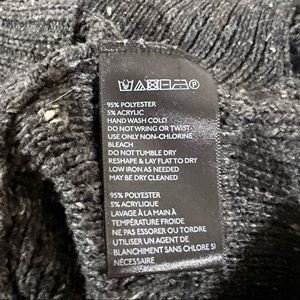 95% POLYESTER
5% ACRYLIC
HAND WASH COLD
DO NOT WRING OR TWIST
USE ONLY NON-CHLORINE
BLEACH
DO NOT TUMBLE DRY
RESHAPE & LAY FLAT TO DRY
LOW IRON AS NEEDED
MAY BE DRY CLEANED
95% POLYESTER
5% ACRYLIQUE
LAVAGE À LA MAIN À
TEMPÉRATURE FROIDE
NE PAS ESSORER OU TORDRE
UTILISER UN AGENT DE
BLANCHIMENT SANS CHLORE SI
NÉCESSAIRE